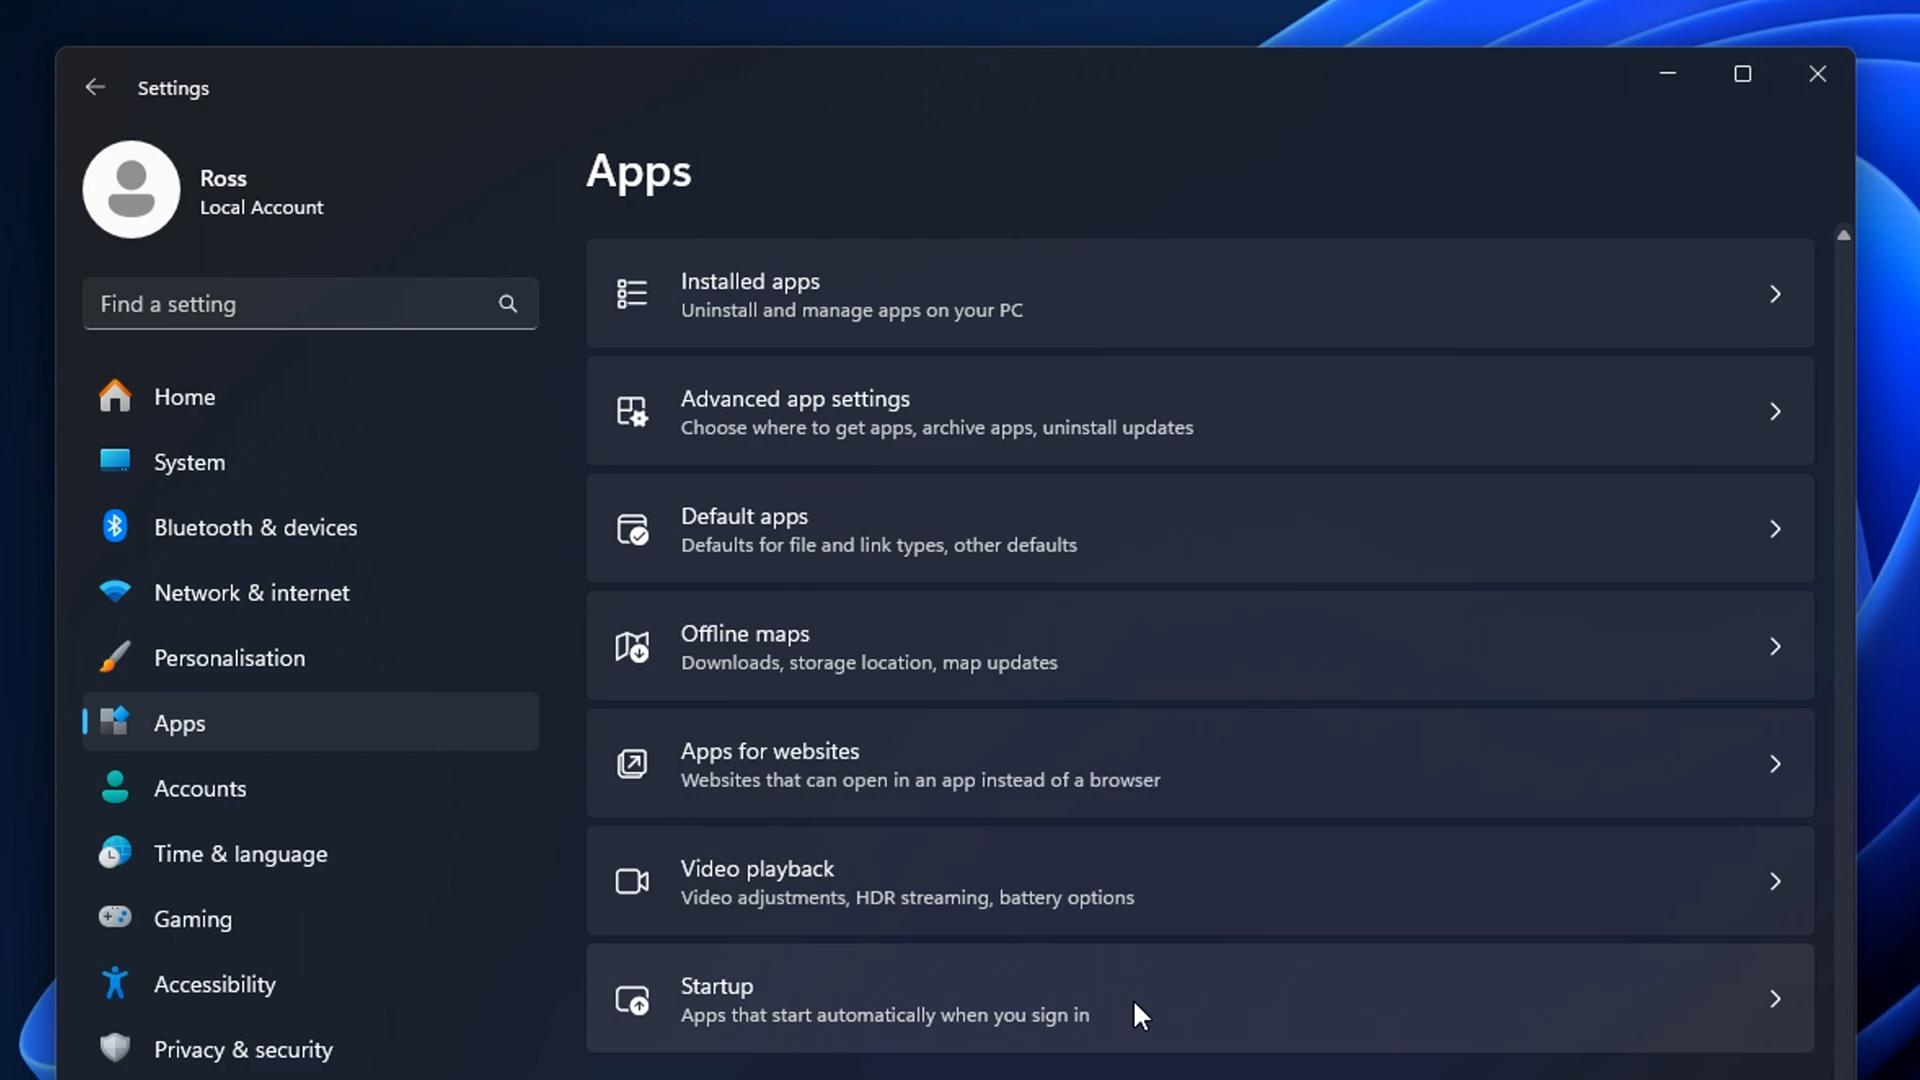 Settings
Ross
Local Account
Find a setting
Home
System
Bluetooth & devices
Network & internet
Personalisation
Apps
Accounts
Time & language
Gaming
Accessibility
Privacy & security
Apps
Installed apps
Uninstall and manage apps on your PC
Advanced app settings
Choose where to get apps, archive apps, uninstall updates
Default apps
Defaults for file and link types, other defaults
Offline maps
Downloads, storage location, map updates
Apps for websites
Websites that can open in an app instead of a browser
Video playback
Video adjustments, HDR streaming, battery options
Startup
Apps that start automatically when you sign in